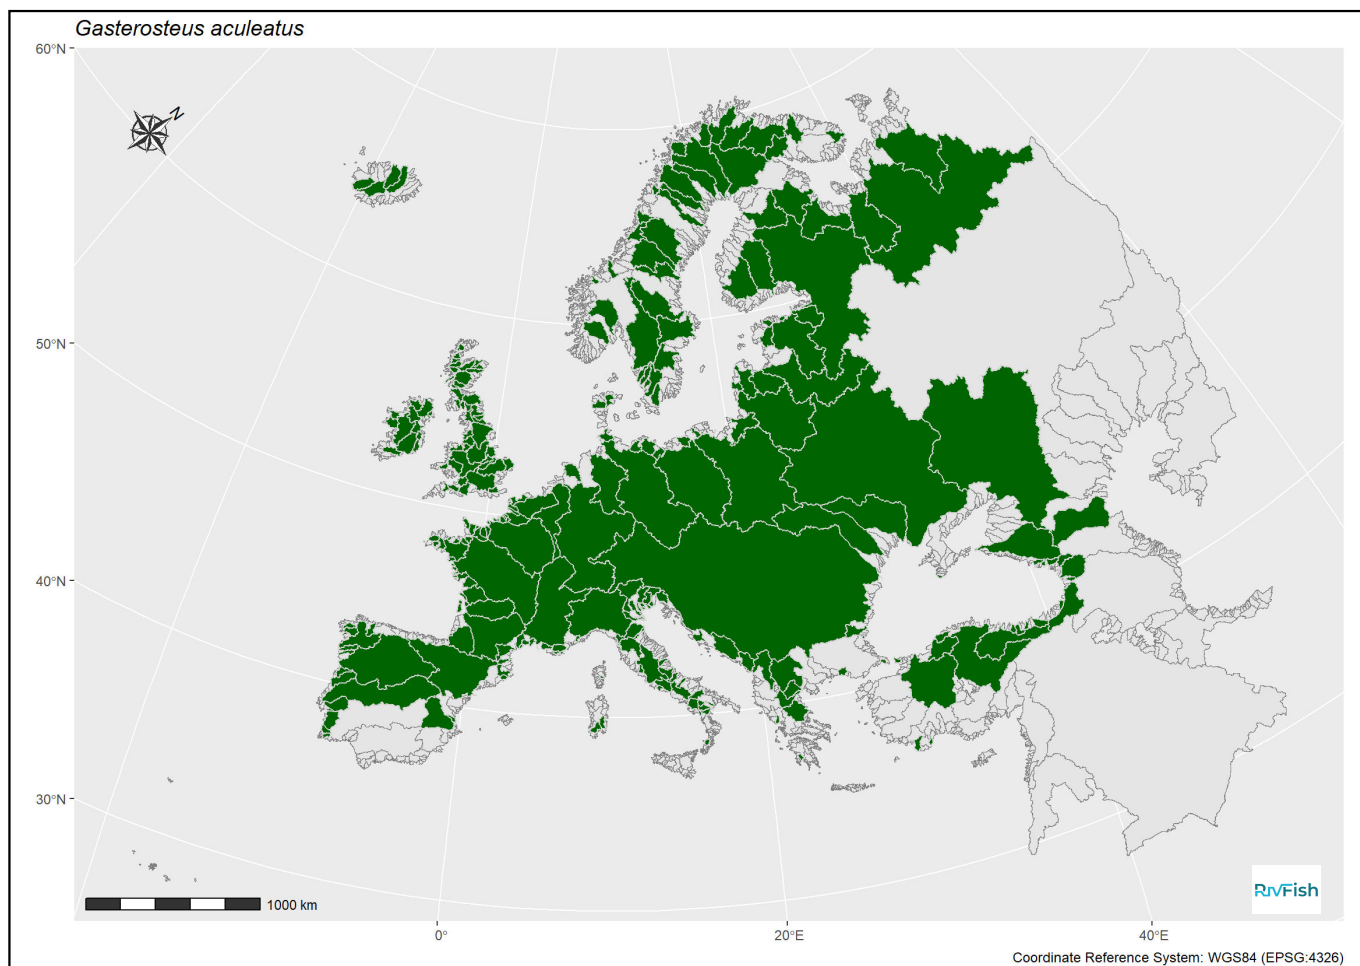 Gasterosteus aculeatus
60°N
N
50°N
40°N
30°N
1000 km
RIVFISH
0°
20°E
40°E
Coordinate Reference System: WGS84 (EPSG:4326)